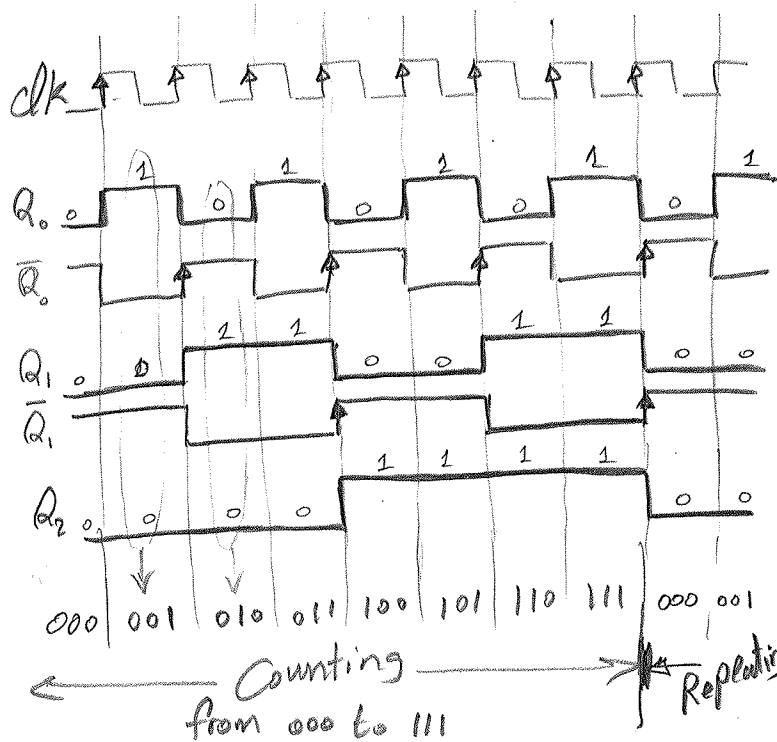 clk
1 1 1 1 1
Q₀ 0 0 0 0 0
Q̅₀
1 1 1 1
Q₁ 0 0 0 0 0 0
Q̅₁
1 1 1 1
Q₂ 0 0 0 0 0 0
000 001 010 011 100 101 110 111 000 001
Counting
from 000 to 111